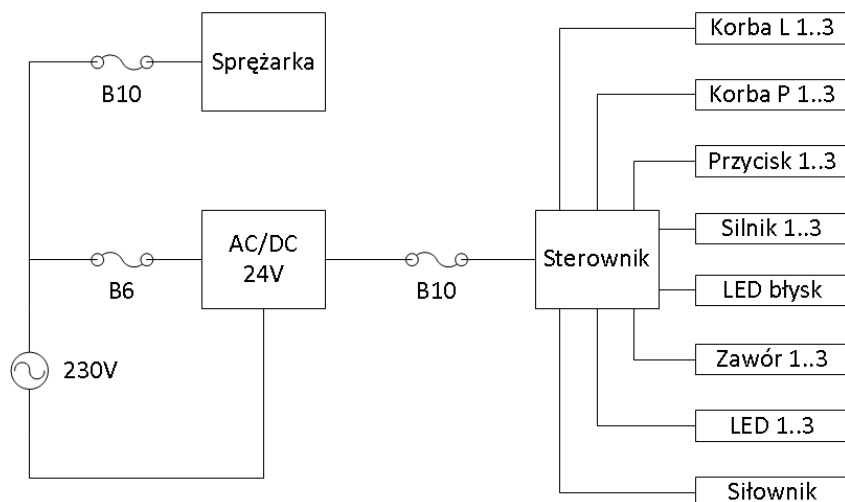 Korba L 1..3
Sprężarka
B10
Korba P 1..3
Przycisk 1..3
AC/DC
24V
Sterownik
Silnik 1..3
B6
B10
LED błysk
230V
Zawór 1..3
LED 1..3
Siłownik